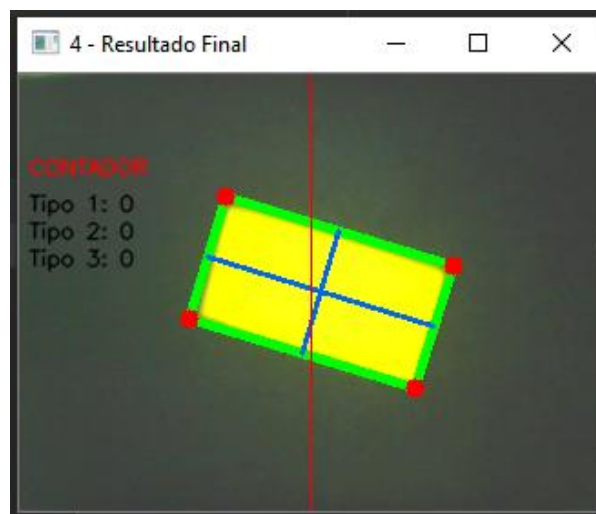 4 - Resultado Final
CONTADOR
Tipo 1: 0
Tipo 2: 0
Tipo 3: 0